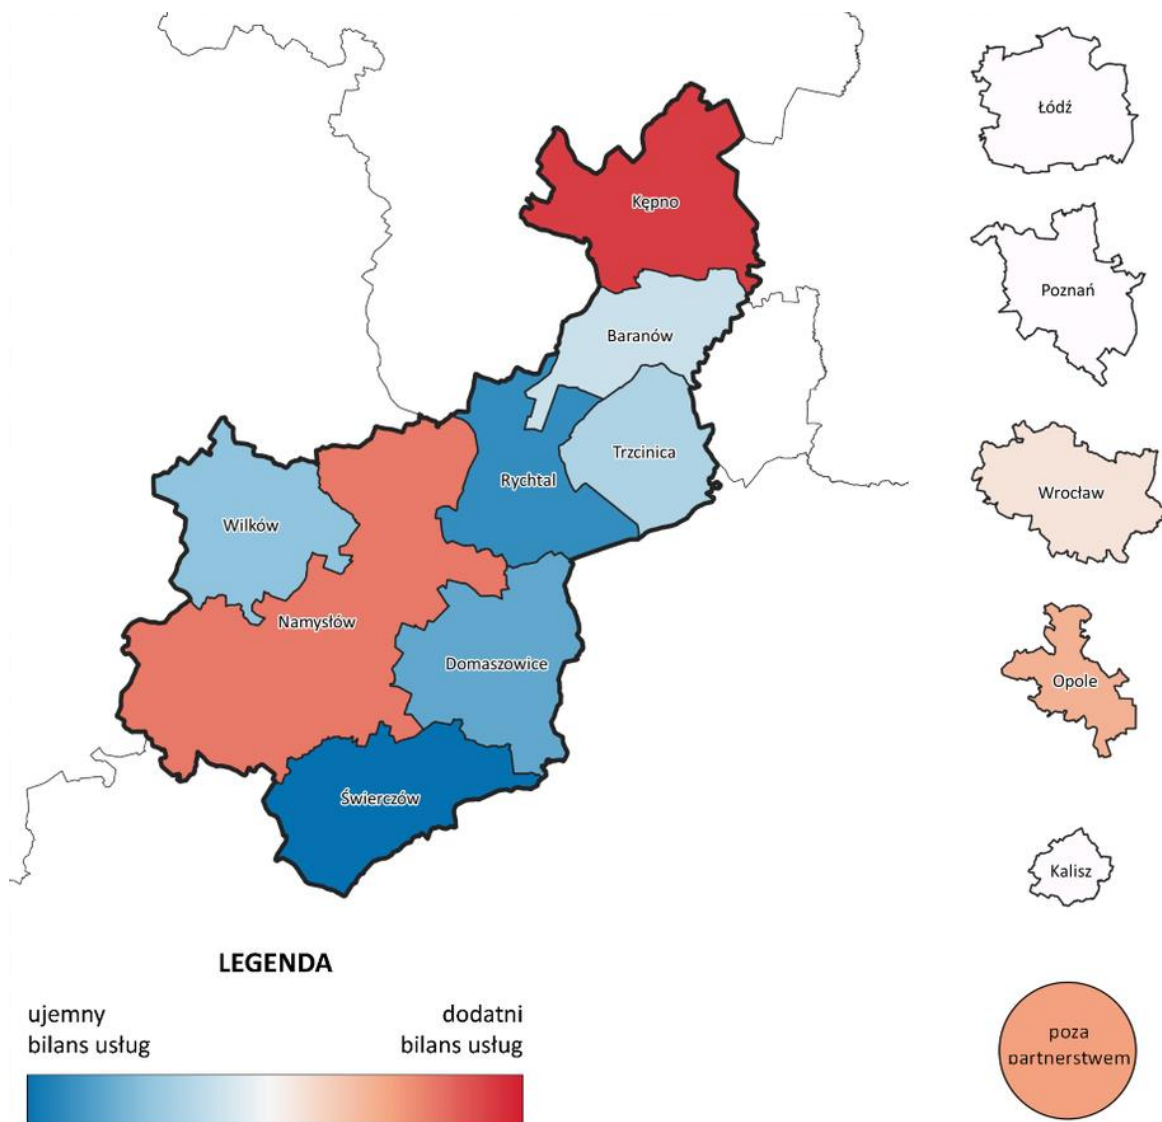 Łódź
Kępno
Poznań
Baranów
Trzcinica
Rychtal
Wrocław
Wilków
Namysłów
Domaszowice
Opole
Świerczów
Kalisz
LEGENDA
ujemny
bilans usług
dodatni
bilans usług
poza
partnerstwem